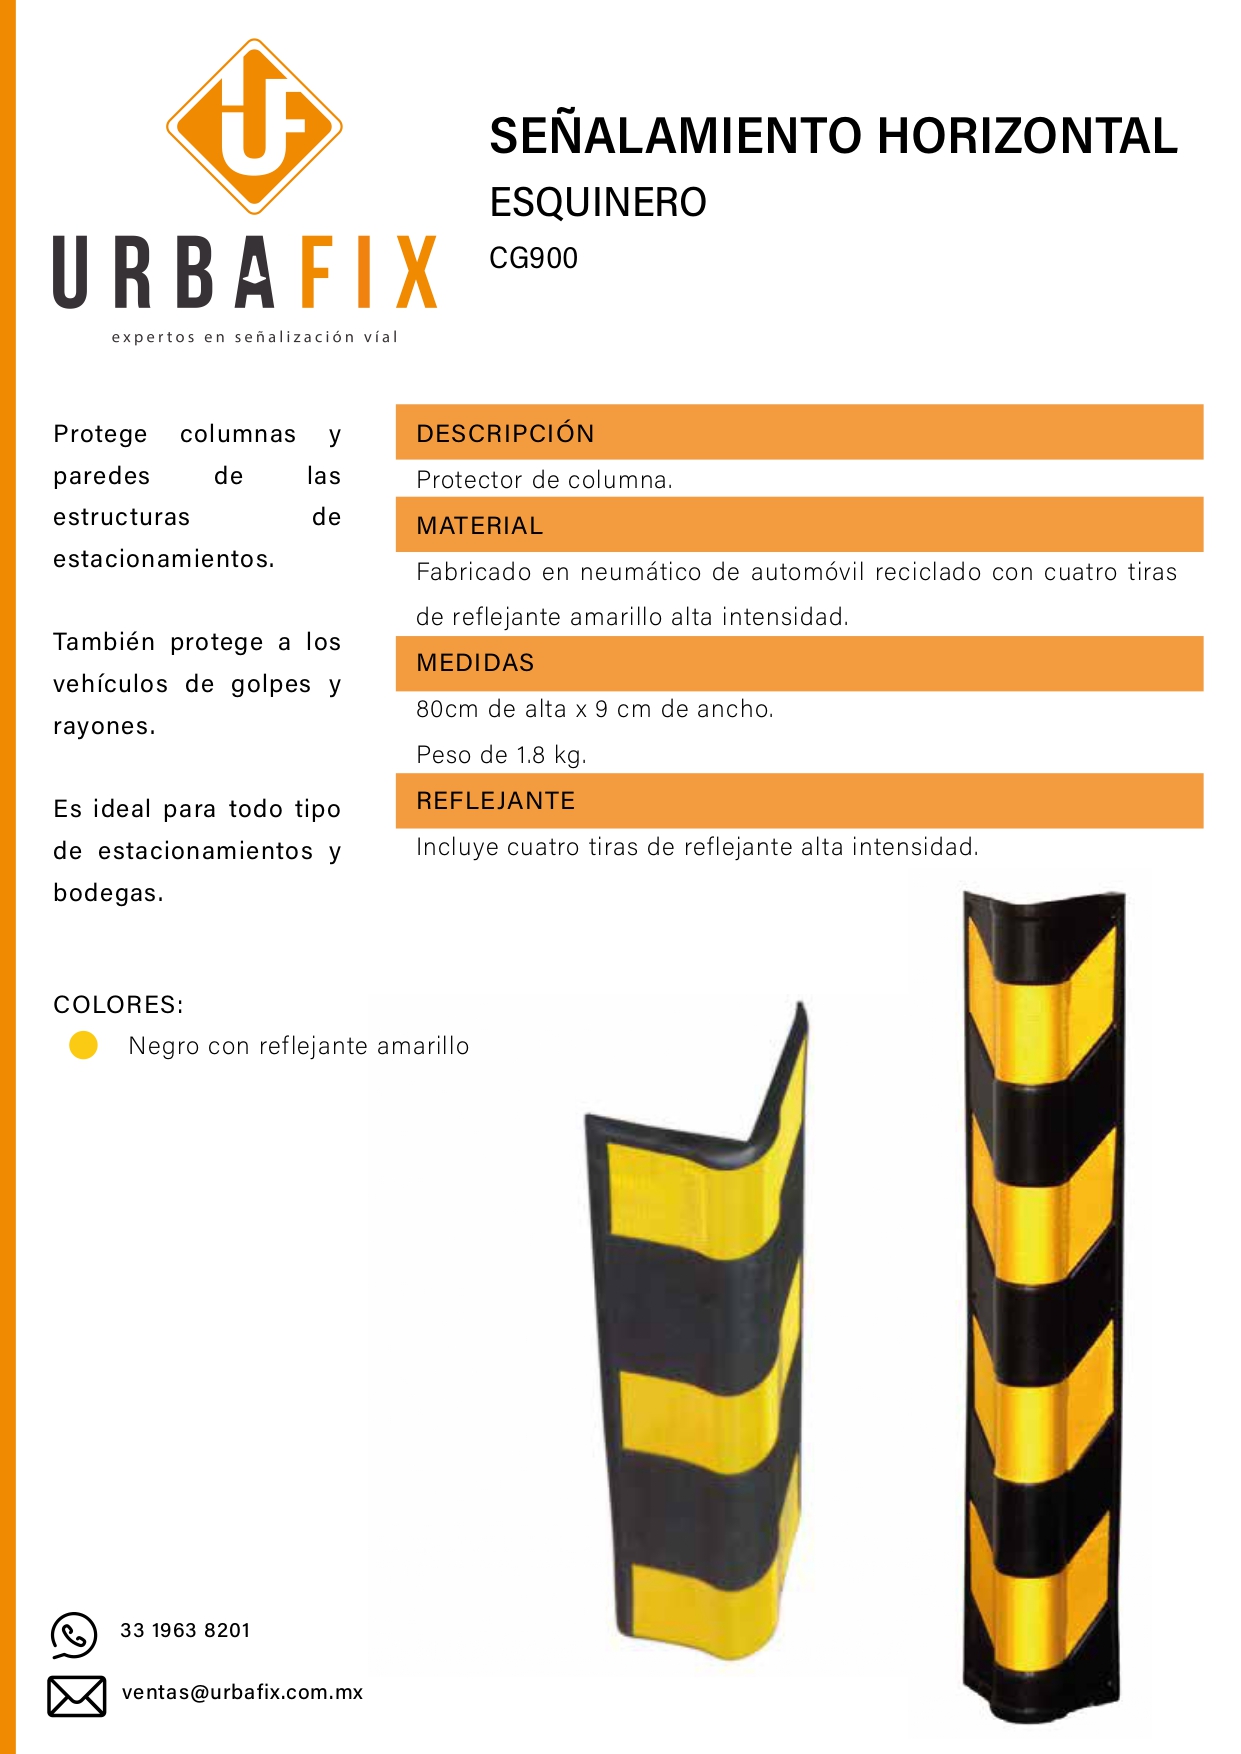 UF
URBAFIX
expertos en señalización víal
SEÑALAMIENTO HORIZONTAL
ESQUINERO
CG900
Protege columnas y
paredes de las
estructuras de
estacionamientos.
También protege a los
vehículos de golpes y
rayones.
Es ideal para todo tipo
de estacionamientos y
bodegas.
COLORES:
Negro con reflejante amarillo
DESCRIPCIÓN
Protector de columna.
MATERIAL
Fabricado en neumático de automóvil reciclado con cuatro tiras
de reflejante amarillo alta intensidad.
MEDIDAS
80cm de alta x 9 cm de ancho.
Peso de 1.8 kg.
REFLEJANTE
Incluye cuatro tiras de reflejante alta intensidad.
33 1963 8201
ventas@urbafix.com.mx